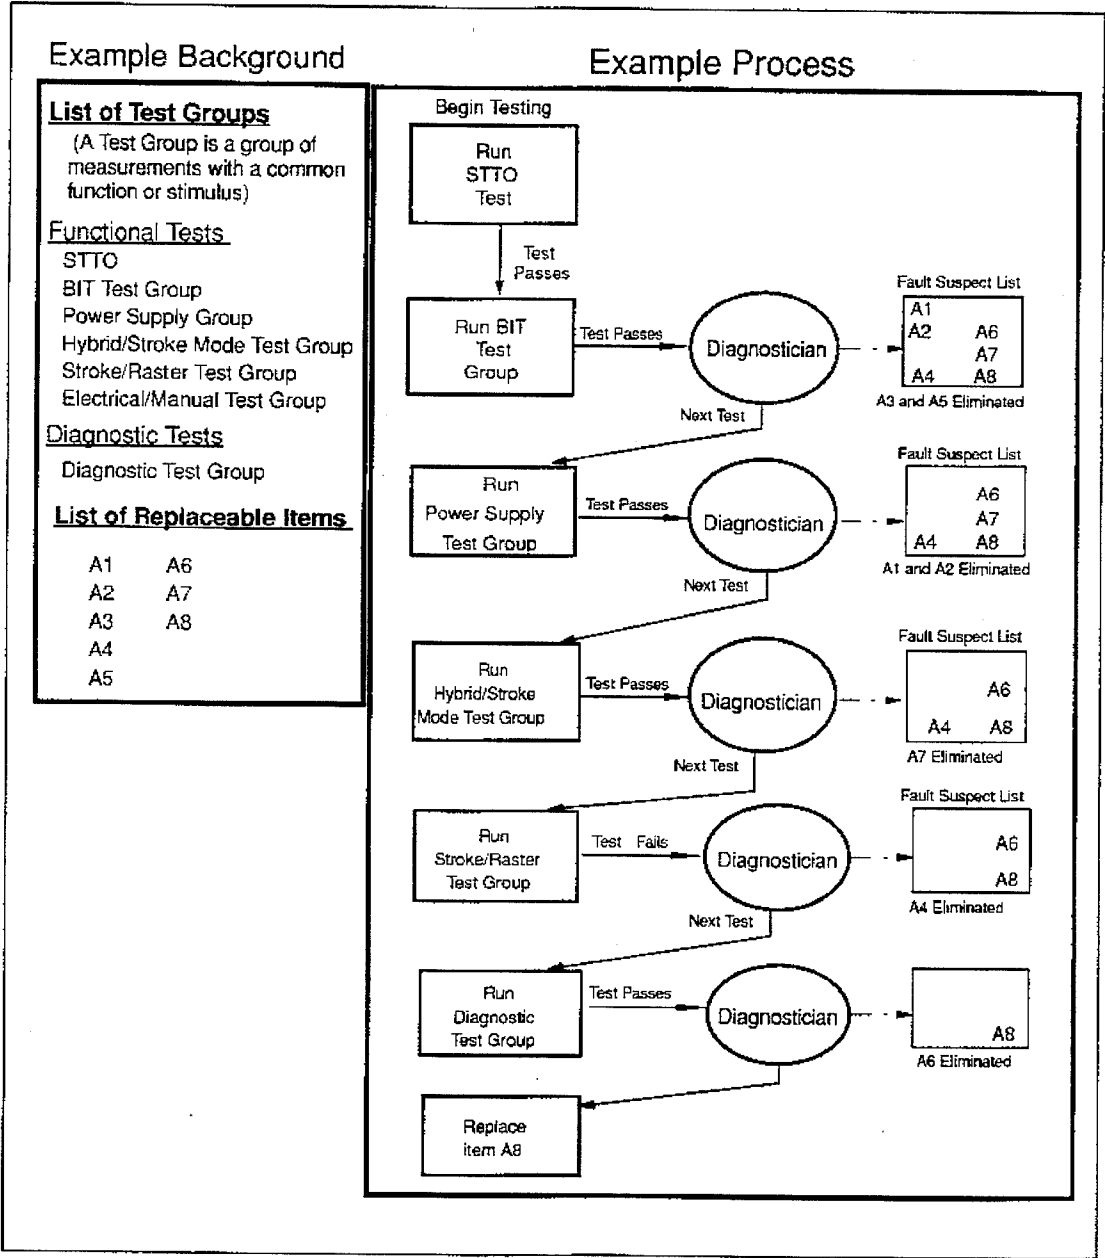 Example Background
List of Test Groups
(A Test Group is a group of
measurements with a common
function or stimulus)
Functional Tests
STTO
BIT Test Group
Power Supply Group
Hybrid/Stroke Mode Test Group
Stroke/Raster Test Group
Electrical/Manual Test Group
Diagnostic Tests
Diagnostic Test Group
List of Replaceable Items
A1 A6
A2 A7
A3 A8
A4
A5
Example Process
Begin Testing
Run
STTO
Test
Test
Passes
Run BIT
Test
Group
Test Passes
Diagnostician
Fault Suspect List
A1
A2 A6
A7
A4 A8
A3 and A5 Eliminated
Next Test
Run
Power Supply
Test Group
Test Passes
Diagnostician
Fault Suspect List
A6
A7
A4 A8
A1 and A2 Eliminated
Next Test
Run
Hybrid/Stroke
Mode Test Group
Test Passes
Diagnostician
Fault Suspect List
A6
A4 A8
A7 Eliminated
Next Test
Run
Stroke/Raster
Test Group
Test Fails
Diagnostician
Fault Suspect List
A6
A8
A4 Eliminated
Next Test
Run
Diagnostic
Test Group
Test Passes
Diagnostician
A8
A6 Eliminated
Replace
item A8